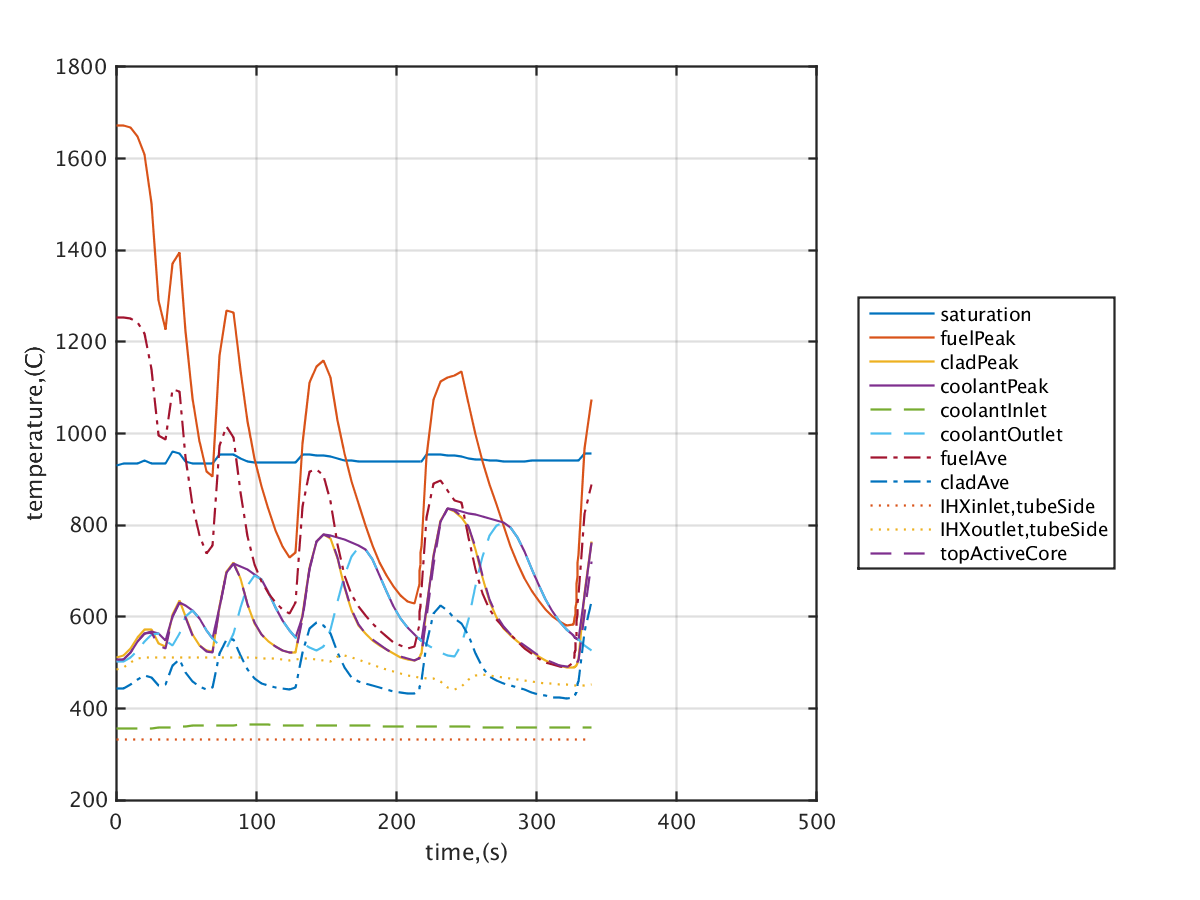 1800
1600
1400
1200
1000
800
600
400
200
temperature,(C)
0 100 200 300 400 500
time,(s)
saturation
fuelPeak
cladPeak
coolantPeak
coolantInlet
coolantOutlet
fuelAve
cladAve
IHXinlet,tubeSide
IHXoutlet,tubeSide
topActiveCore